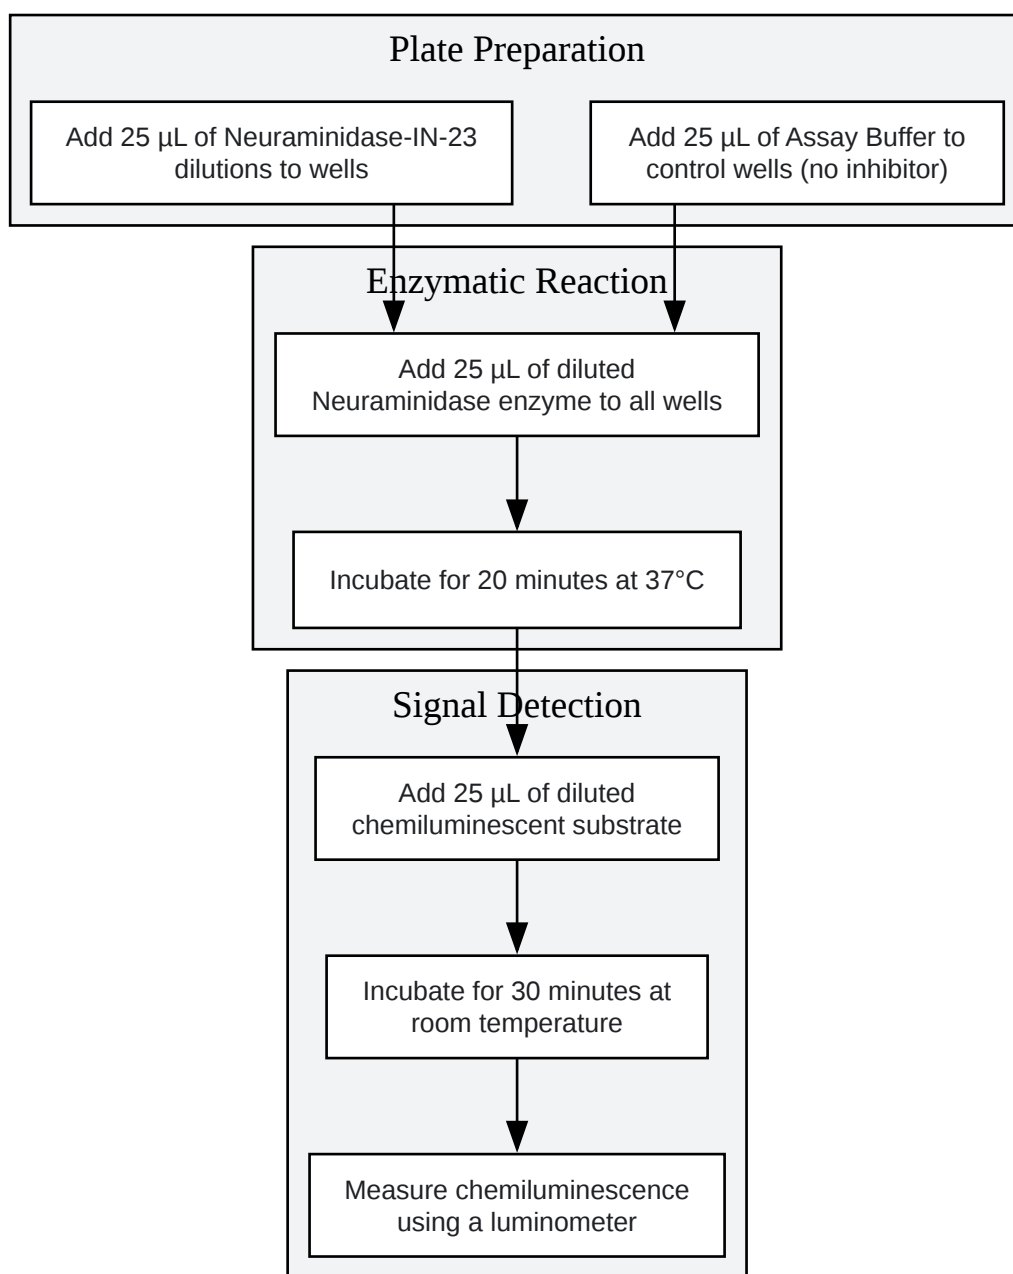 Plate Preparation
Add 25 µL of Neuraminidase-IN-23
dilutions to wells
Add 25 µL of Assay Buffer to
control wells (no inhibitor)
Enzymatic Reaction
Add 25 µL of diluted
Neuraminidase enzyme to all wells
Incubate for 20 minutes at 37°C
Signal Detection
Add 25 µL of diluted
chemiluminescent substrate
Incubate for 30 minutes at
room temperature
Measure chemiluminescence
using a luminometer